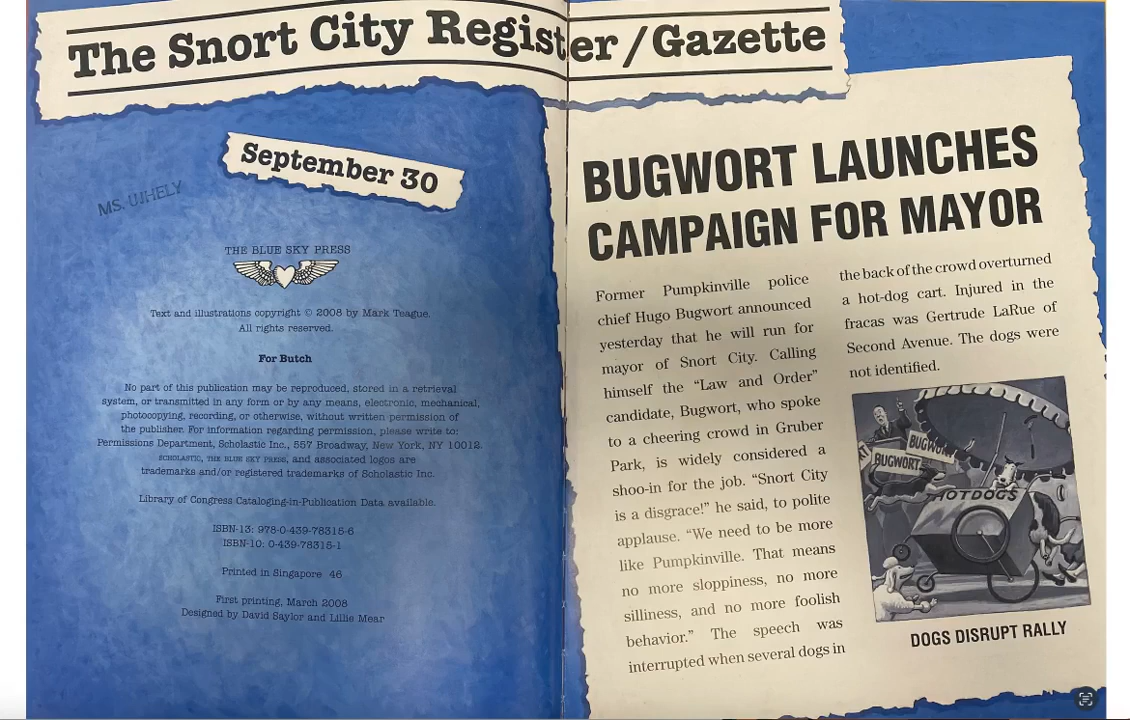 The Snort City Register/Gazette
September 30
MS. UJHELY
THE BLUE SKY PRESS
Text and illustrations copyright © 2008 by Mark Teague.
All rights reserved.
For Butch
No part of this publication may be reproduced, stored in a retrieval
system, or transmitted in any form or by any means, electronic, mechanical,
photocopying, recording, or otherwise, without written permission of
the publisher. For information regarding permission, please write to:
Permissions Department, Scholastic Inc., 557 Broadway, New York, NY 10012.
SCHOLASTIC, THE BLUE SKY PRESS, and associated logos are
trademarks and/or registered trademarks of Scholastic Inc.
Library of Congress Cataloging-in-Publication Data available.
ISBN-13: 978-0-439-78315-6
ISBN-10: 0-439-78315-1
Printed in Singapore 46
First printing, March 2008
Designed by David Saylor and Lillie Mear
BUGWORT LAUNCHES
CAMPAIGN FOR MAYOR
Former Pumpkinville police
chief Hugo Bugwort announced
yesterday that he will run for
mayor of Snort City. Calling
himself the “Law and Order”
candidate, Bugwort, who spoke
to a cheering crowd in Gruber
Park, is widely considered a
shoo-in for the job. “Snort City
is a disgrace!” he said, to polite
applause. “We need to be more
like Pumpkinville. That means
no more sloppiness, no more
silliness, and no more foolish
behavior.” The speech was
interrupted when several dogs in
the back of the crowd overturned
a hot-dog cart. Injured in the
fracas was Gertrude LaRue of
Second Avenue. The dogs were
not identified.
BUGWORT
BUGWORT
HOTDOGS
DOGS DISRUPT RALLY